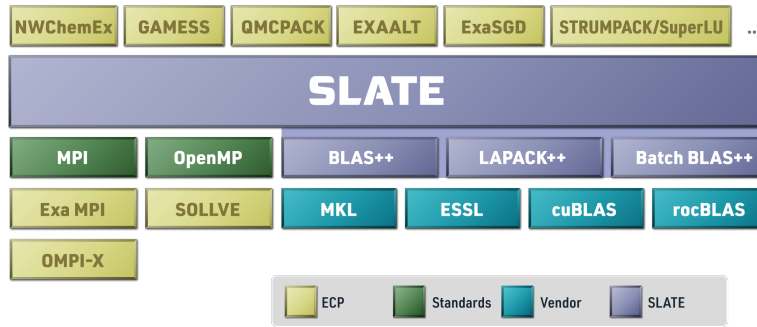 NWChemEx GAMESS QMCPACK EXAALT ExaSGD STRUMPACK/SuperLU ..
SLATE
MPI OpenMP BLAS++ LAPACK++ Batch BLAS++
Exa MPI SOLLVE MKL ESSL cuBLAS rocBLAS
OMPI-X
ECP Standards Vendor SLATE